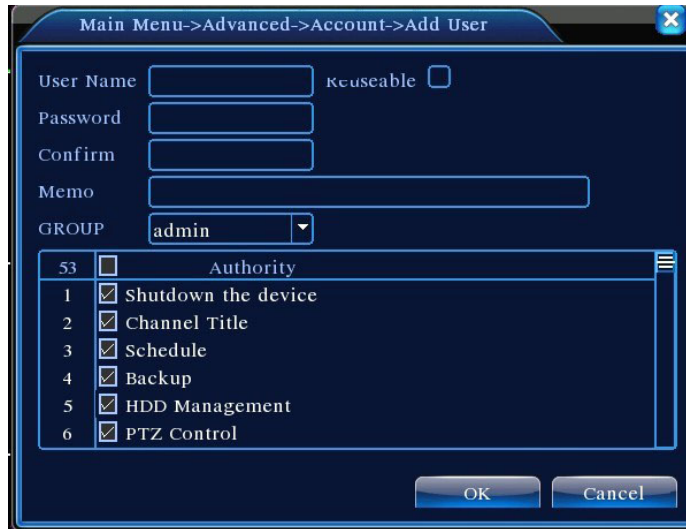 Main Menu->Advanced->Account->Add User
User Name Reuseable
Password
Confirm
Memo
GROUP admin
53 Authority
1 Shutdown the device
2 Channel Title
3 Schedule
4 Backup
5 HDD Management
6 PTZ Control
OK Cancel